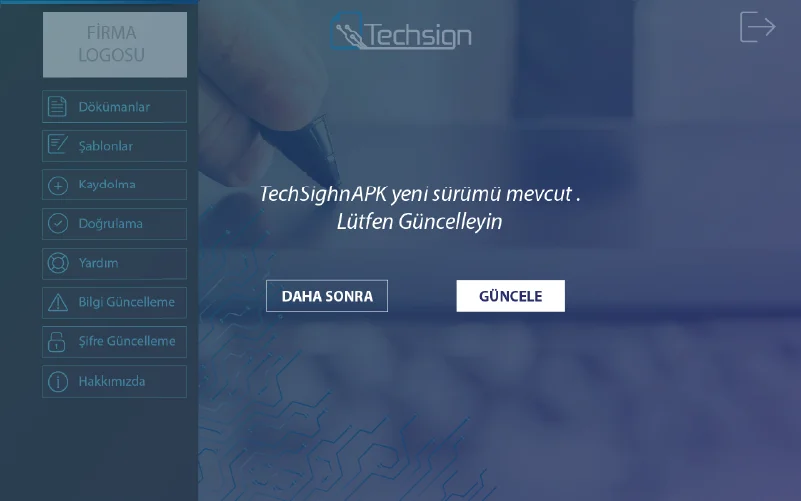 FİRMA
LOGOSU
Techsign
Dökümanlar
Şablonlar
Kaydolma
Doğrulama
Yardım
Bilgi Güncelleme
Şifre Güncelleme
Hakkımızda
TechSighnAPK yeni sürümü mevcut .
Lütfen Güncelleyin
DAHA SONRA
GÜNCELE